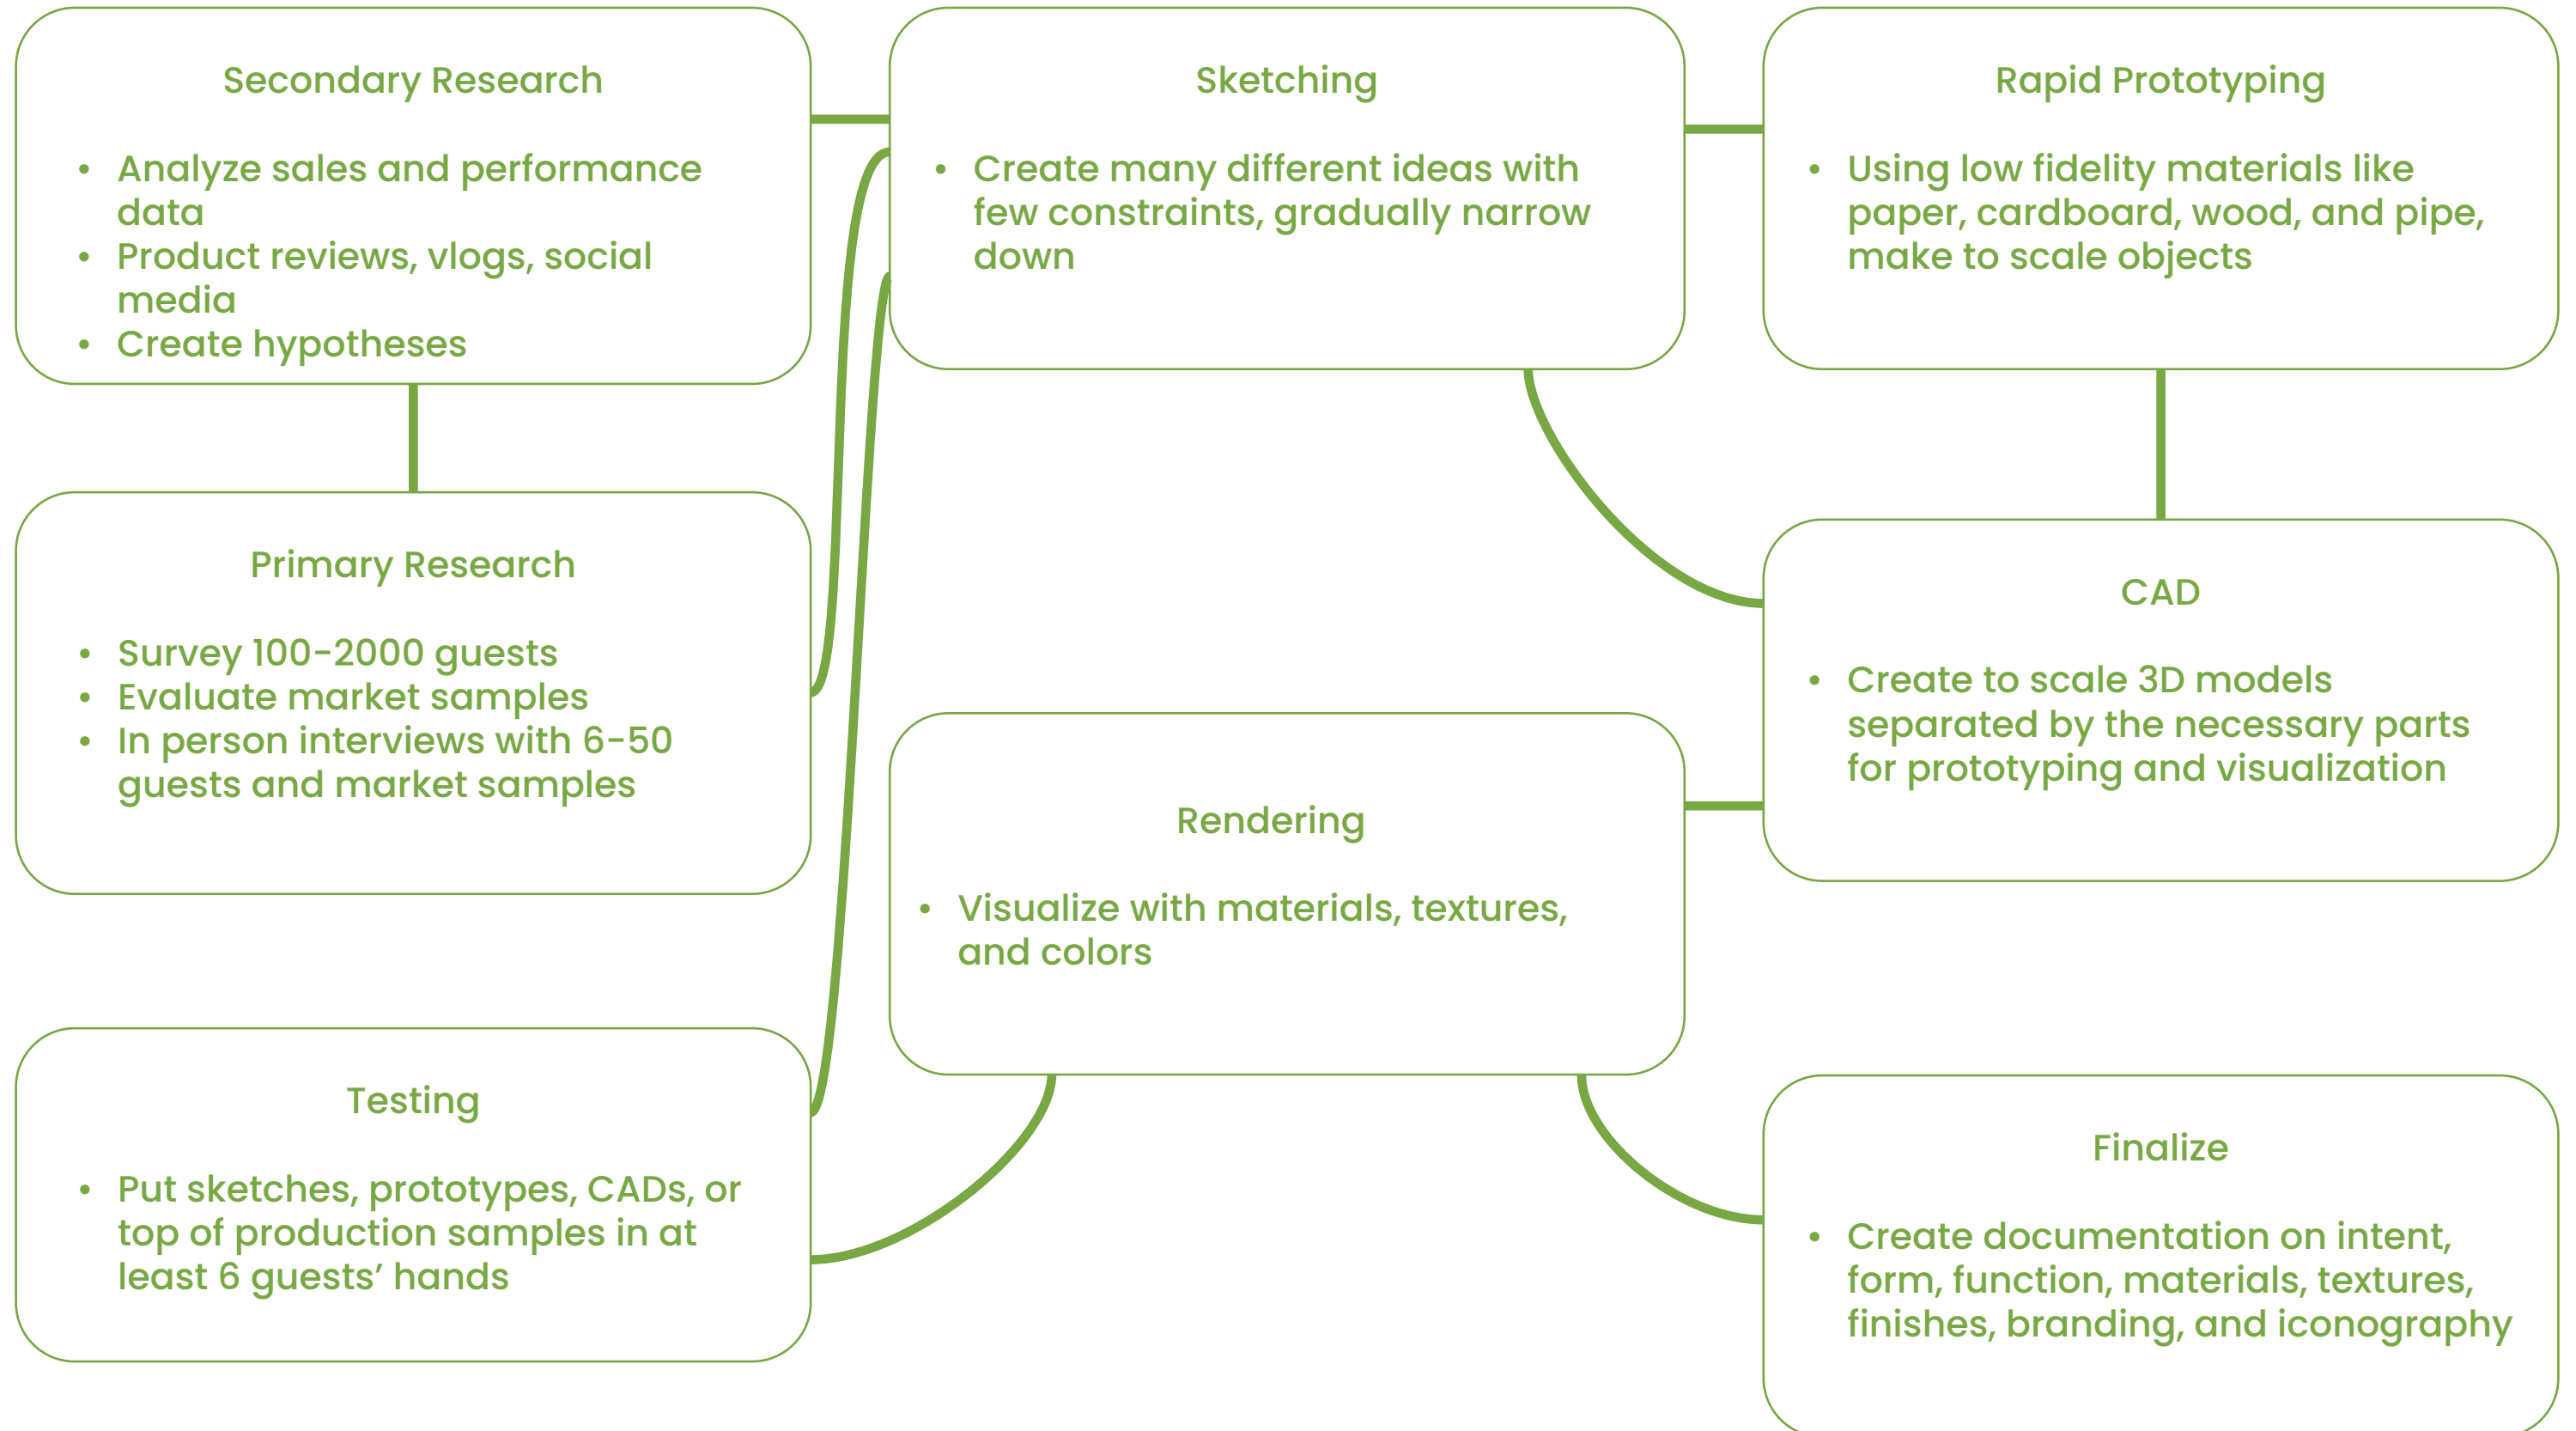 Secondary Research
• Analyze sales and performance
data
• Product reviews, vlogs, social
media
• Create hypotheses
Primary Research
• Survey 100-2000 guests
• Evaluate market samples
• In person interviews with 6-50
guests and market samples
Testing
• Put sketches, prototypes, CADs, or
top of production samples in at
least 6 guests’ hands
Sketching
• Create many different ideas with
few constraints, gradually narrow
down
Rendering
• Visualize with materials, textures,
and colors
Rapid Prototyping
• Using low fidelity materials like
paper, cardboard, wood, and pipe,
make to scale objects
CAD
• Create to scale 3D models
separated by the necessary parts
for prototyping and visualization
Finalize
• Create documentation on intent,
form, function, materials, textures,
finishes, branding, and iconography